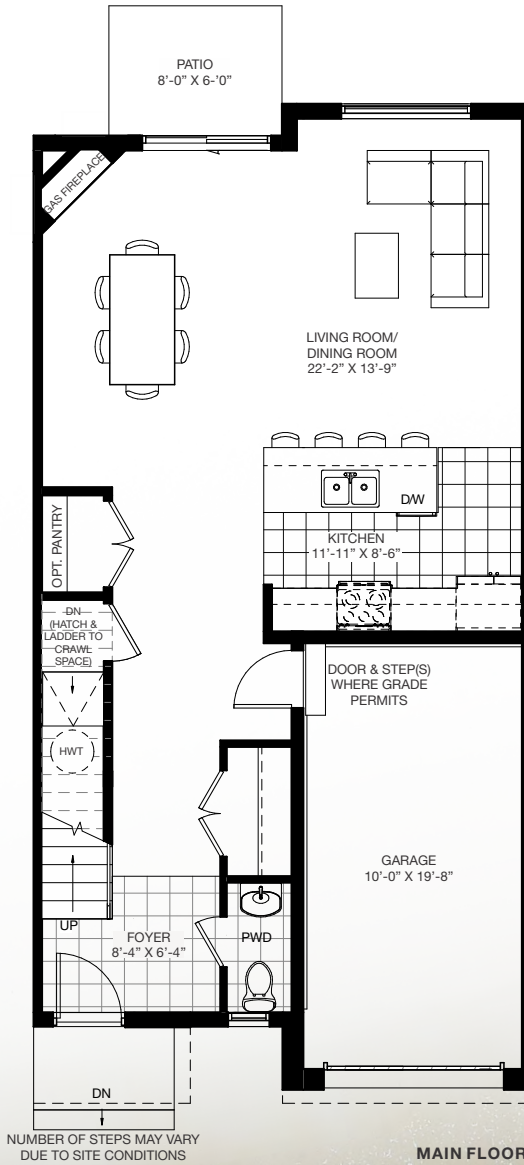 PATIO
8'-0” X 6-'0”
GAS FIREPLACE
LIVING ROOM/
DINING ROOM
22'-2” X 13'-9”
D/W
KITCHEN
11'-11” X 8'-6”
OPT. PANTRY
DN
(HATCH &
LADDER TO
CRAWL
SPACE)
DOOR & STEP(S)
WHERE GRADE
PERMITS
HWT
GARAGE
10'-0” X 19'-8”
UP
FOYER
8'-4” X 6'-4”
PWD
DN
NUMBER OF STEPS MAY VARY
DUE TO SITE CONDITIONS
MAIN FLOOR